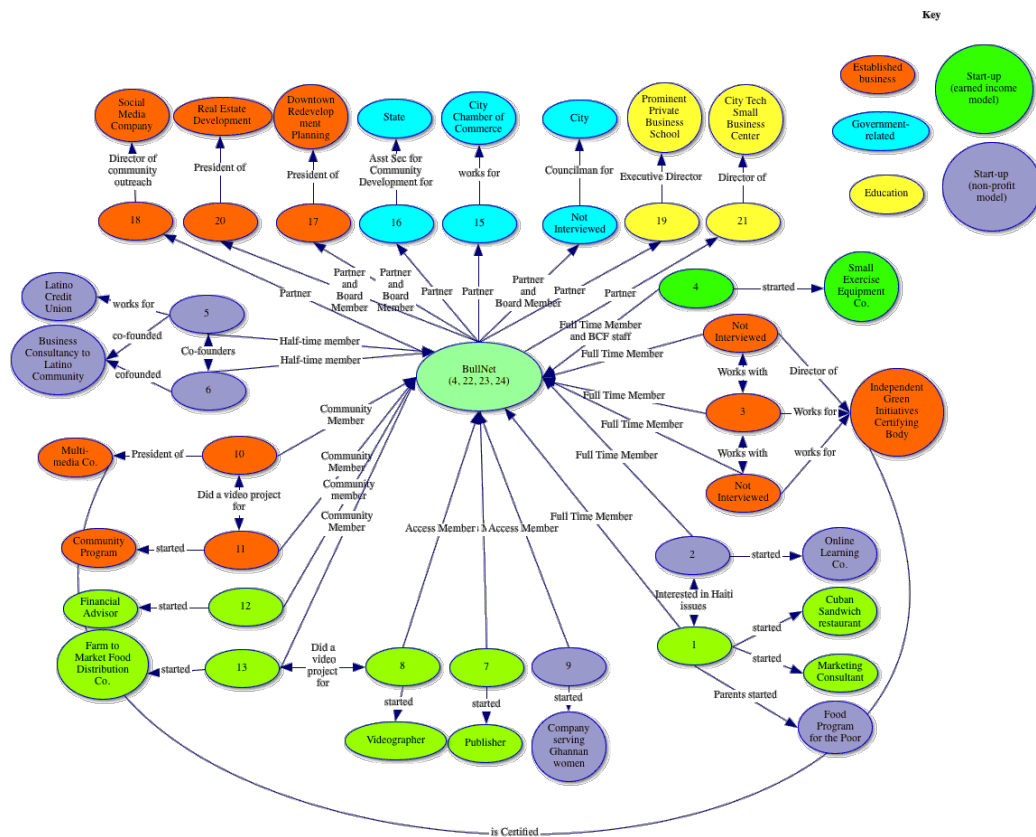 Key
Established
business
Start-up
(earned income
model)
Government-
related
Education
Start-up
(non-profit
model)
Social
Media
Company
Real Estate
Development
Downtown
Redevelop
ment
Planning
State
City
Chamber of
Commerce
City
Prominent
Private
Business
School
City Tech
Small
Business
Center
Director of
community
outreach
President of
President of
Asst Sec for
Community
Development for
works for
Councilman for
Executive Director
Director of
18
20
17
16
15
Not
Interviewed
19
21
Partner
Partner
and Board
Member
Partner
and Board
Member
Partner
Partner
Partner
and
Board Member
Partner
Partner
4
started
Small
Exercise
Equipment
Co.
Full Time Member
and BCF staff
Latino
Credit
Union
works for
5
Half-time member
co-founded
Co-founders
Business
Consultancy to
Latino
Community
cofounded
6
Half-time member
BullNet
(4, 22, 23, 24)
Full Time Member
Not
Interviewed
Works with
Director of
Full Time Member
3
Works for
Independent
Green
Initiatives
Certifying
Body
Full Time Member
Works with
works for
Not
Interviewed
Full Time Member
Community
Member
Multi-
media Co.
President of
10
Community
Member
Did a video project
for
Community
member
Community
Member
Community
Program
started
11
Access Member
Access Member
Full Time Member
2
started
Online
Learning
Co.
Interested in Haiti
issues
Financial
Advisor
started
12
Cuban
Sandwich
restaurant
started
1
started
Marketing
Consultant
Farm to
Market Food
Distribution
Co.
started
13
Did a
video
project
for
8
7
9
Parents started
Food
Program
for the Poor
started
started
started
Videographer
Publisher
Company
serving
Ghannan
women
is Certified